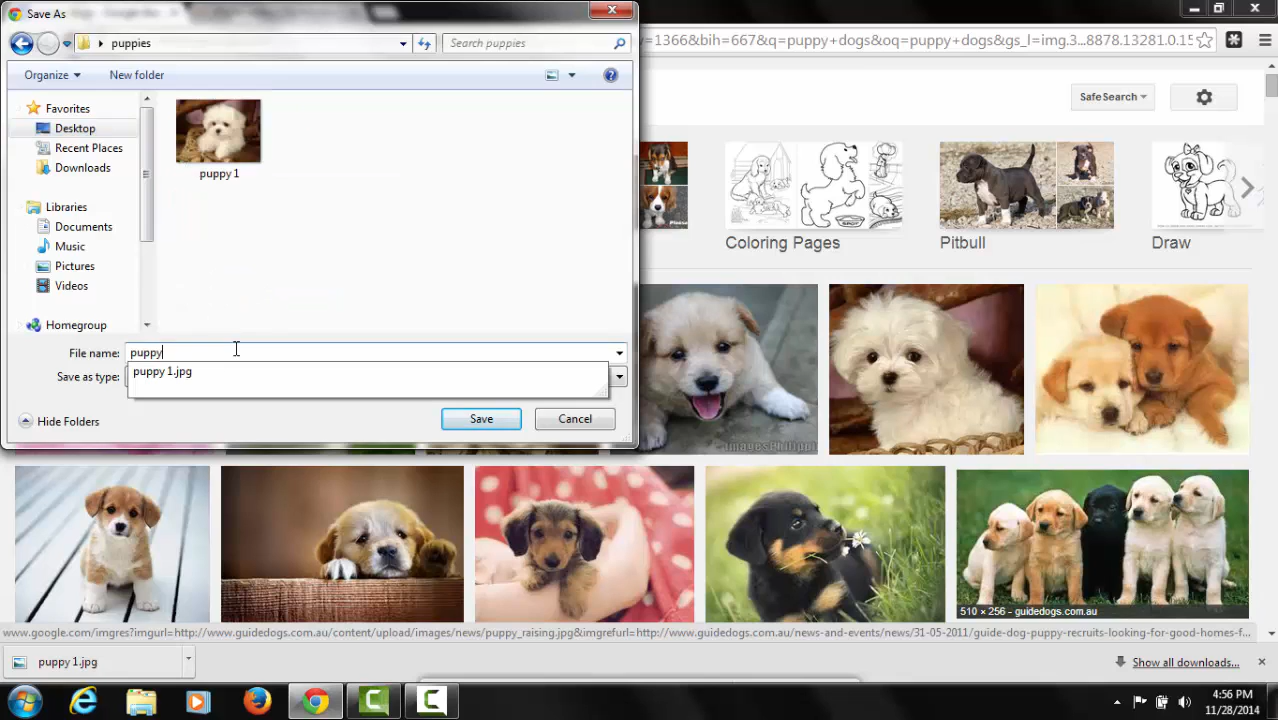 Save As
puppies
Search puppies
Organize
New folder
Favorites
Desktop
Recent Places
Downloads
Libraries
Documents
Music
Pictures
Videos
Homegroup
puppy 1
File name: puppy
puppy 1.jpg
Save as type:
Hide Folders
Save
Cancel
=1366&bih=667&q=puppy+dogs&oq=puppy+dogs&gs_l=img.3...8878.13281.0.15
SafeSearch
Coloring Pages
Pitbull
Draw
510 × 256 - guidedogs.com.au
www.google.com/imgres?imgurl=http://www.guidedogs.com.au/content/upload/images/news/puppy_raising.jpg&imgrefurl=http://www.guidedogs.com.au/news-and-events/news/31-05-2011/guide-dog-puppy-recruits-looking-for-good-homes-f...
puppy 1.jpg
Show all downloads...
4:56 PM
11/28/2014